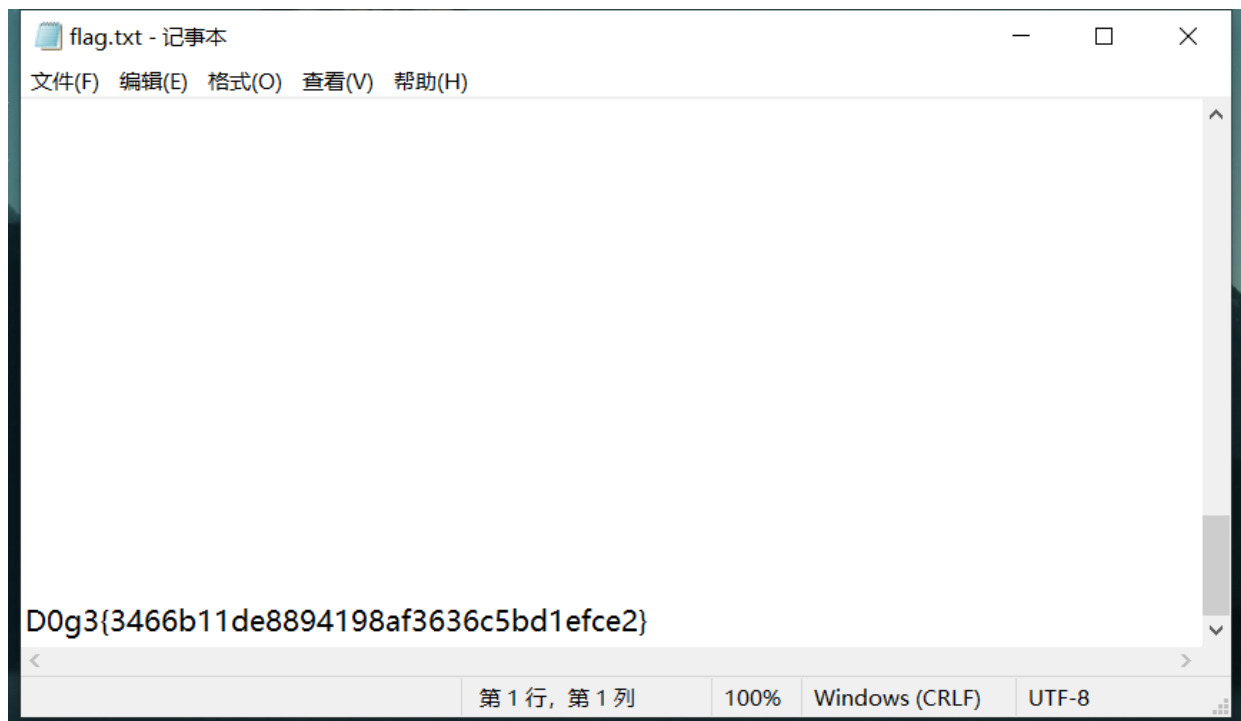 flag.txt - 记事本
文件(F) 编辑(E) 格式(O) 查看(V) 帮助(H)
D0g3{3466b11de8894198af3636c5bd1efce2}
第 1 行, 第 1 列 100% Windows (CRLF) UTF-8